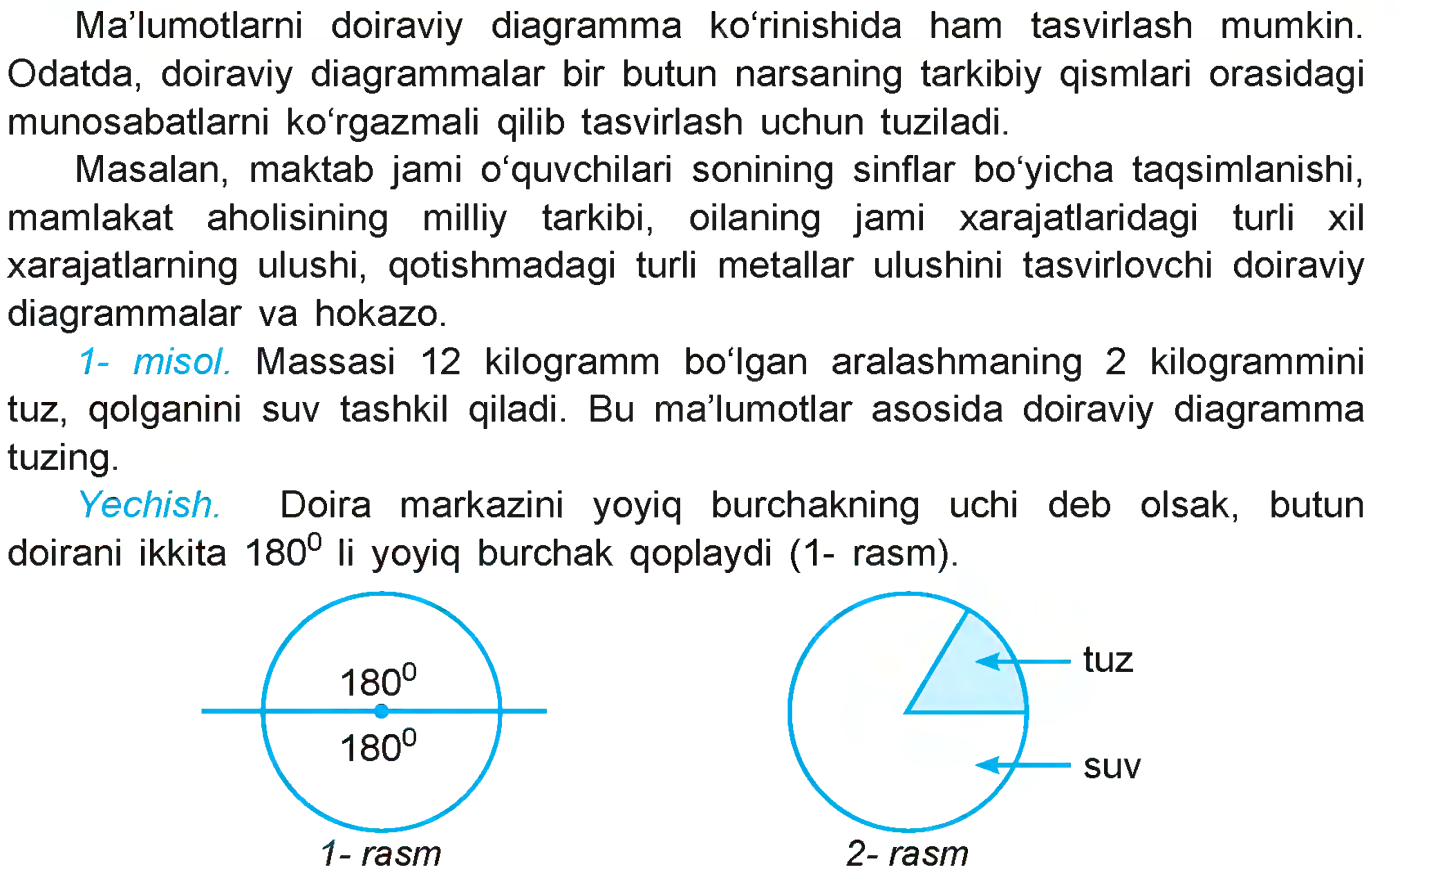 Ma’lumotlarni doiraviy diagramma ko‘rinishida ham tasvirlash mumkin.
Odatda, doiraviy diagrammalar bir butun narsaning tarkibiy qismlari orasidagi
munosabatlarni ko‘rgazmali qilib tasvirlash uchun tuziladi.
Masalan, maktab jami o‘quvchilari sonining sinflar bo‘yicha taqsimlanishi,
mamlakat aholisining milliy tarkibi, oilaning jami xarajatlaridagi turli xil
xarajatlarning ulushi, qotishmadagi turli metallar ulushini tasvirlovchi doiraviy
diagrammalar va hokazo.
1- misol. Massasi 12 kilogramm bo‘lgan aralashmaning 2 kilogrammini
tuz, qolganini suv tashkil qiladi. Bu ma’lumotlar asosida doiraviy diagramma
tuzing.
Yechish. Doira markazini yoyiq burchakning uchi deb olsak, butun
doirani ikkita 180⁰ li yoyiq burchak qoplaydi (1- rasm).
180⁰
180⁰
1- rasm
tuz
suv
2- rasm